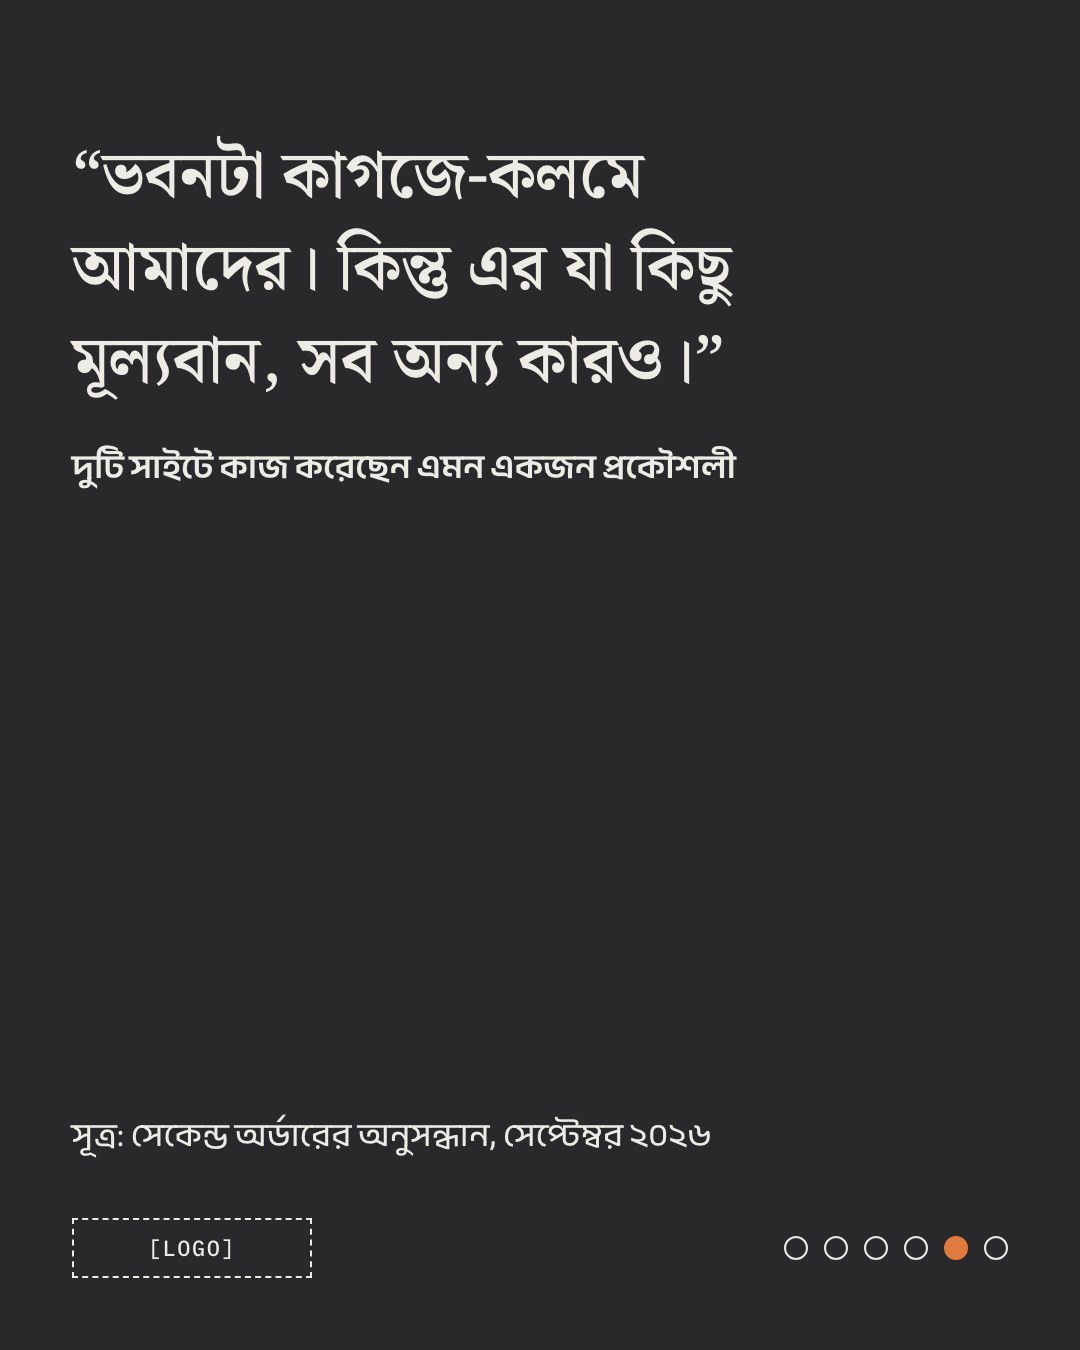 “ভবনটা কাগজে-কলমে
আমাদের। কিন্তু এর যা কিছু
মূল্যবান, সব অন্য কারও।”
দুটি সাইটে কাজ করেছেন এমন একজন প্রকৌশলী
সূত্র: সেকেন্ড অর্ডারের অনুসন্ধান, সেপ্টেম্বর ২০২৬
[LOGO]